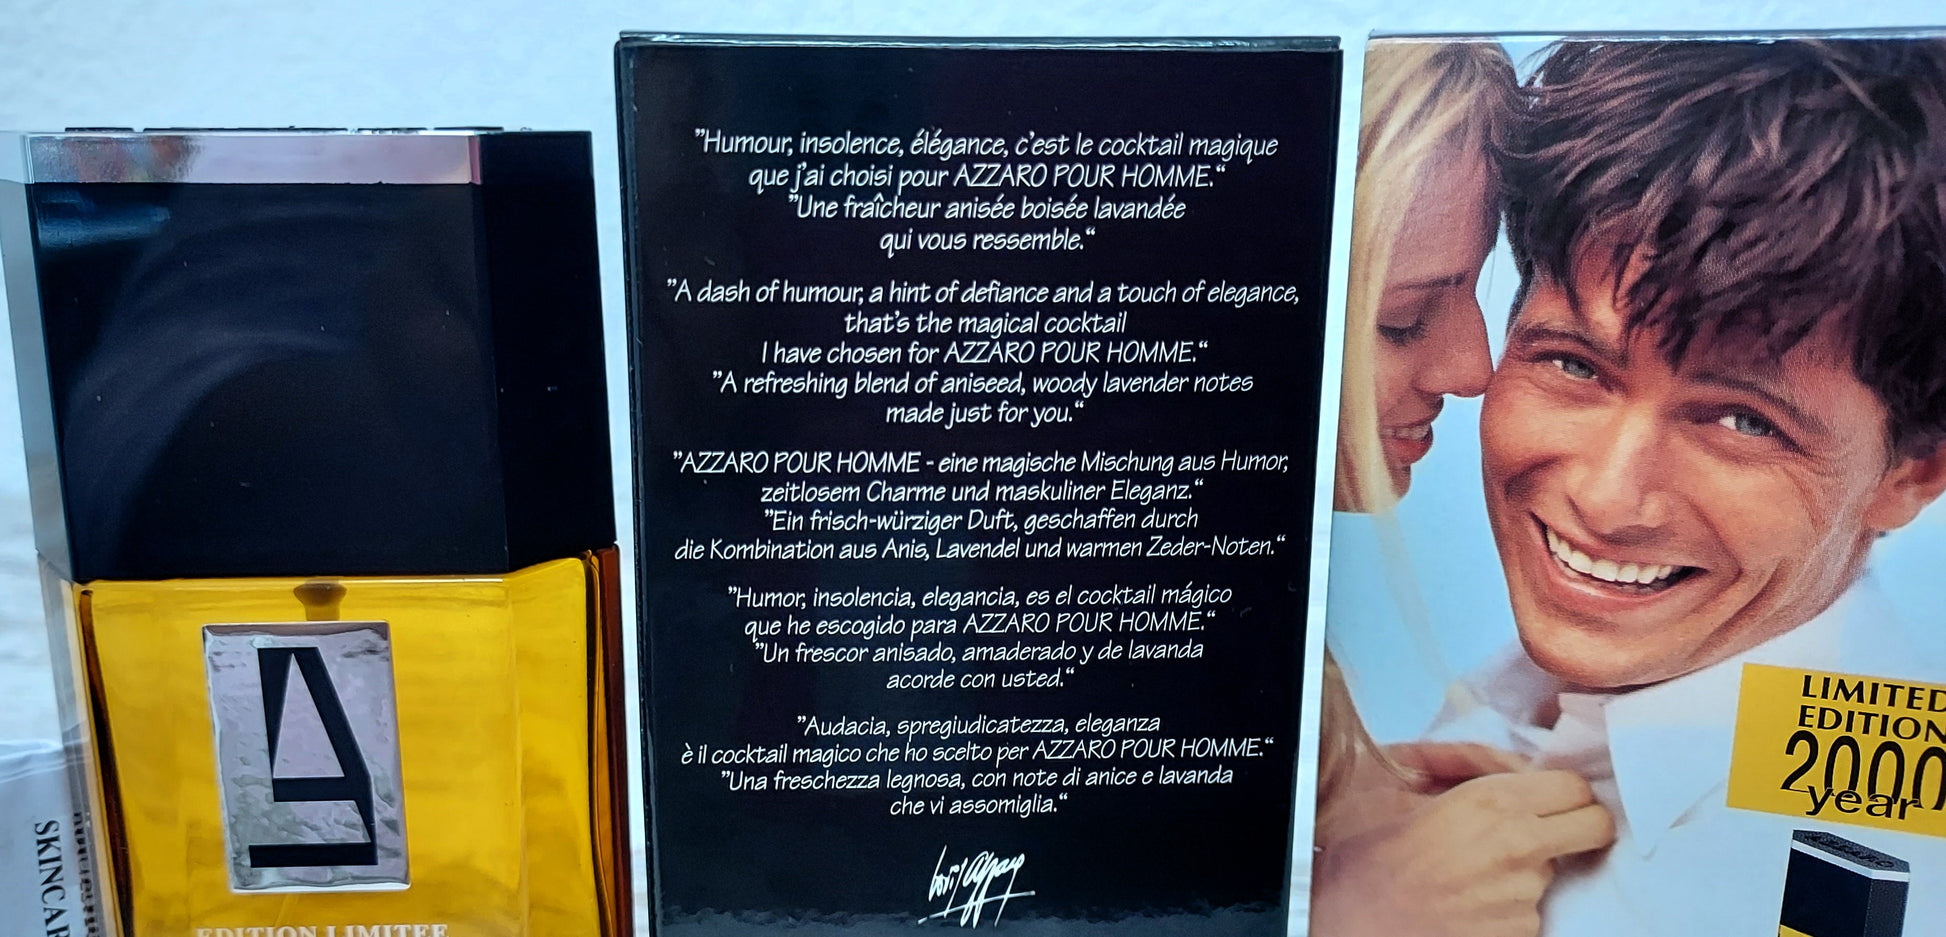 ”Humour, insolence, élégance, c’est le cocktail magique
que j’ai choisi pour AZZARO POUR HOMME.“
”Une fraîcheur anisée boisée lavandée
qui vous ressemble.“
”A dash of humour, a hint of defiance and a touch of elegance,
that’s the magical cocktail
I have chosen for AZZARO POUR HOMME.“
”A refreshing blend of aniseed, woody lavender notes
made just for you.“
”AZZARO POUR HOMME - eine magische Mischung aus Humor,
zeitlosem Charme und maskuliner Eleganz.“
”Ein frisch-würziger Duft, geschaffen durch
die Kombination aus Anis, Lavendel und warmen Zeder-Noten.“
”Humor, insolencia, elegancia, es el cocktail mágico
que he escogido para AZZARO POUR HOMME.“
”Un frescor anisado, amaderado y de lavanda
acorde con usted.“
”Audacia, spregiudicatezza, eleganza
è il cocktail magico che ho scelto per AZZARO POUR HOMME.“
”Una freschezza legnosa, con note di anice e lavanda
che vi assomiglia.“
EDITION LIMITEE
LIMITED
EDITION
2000
year